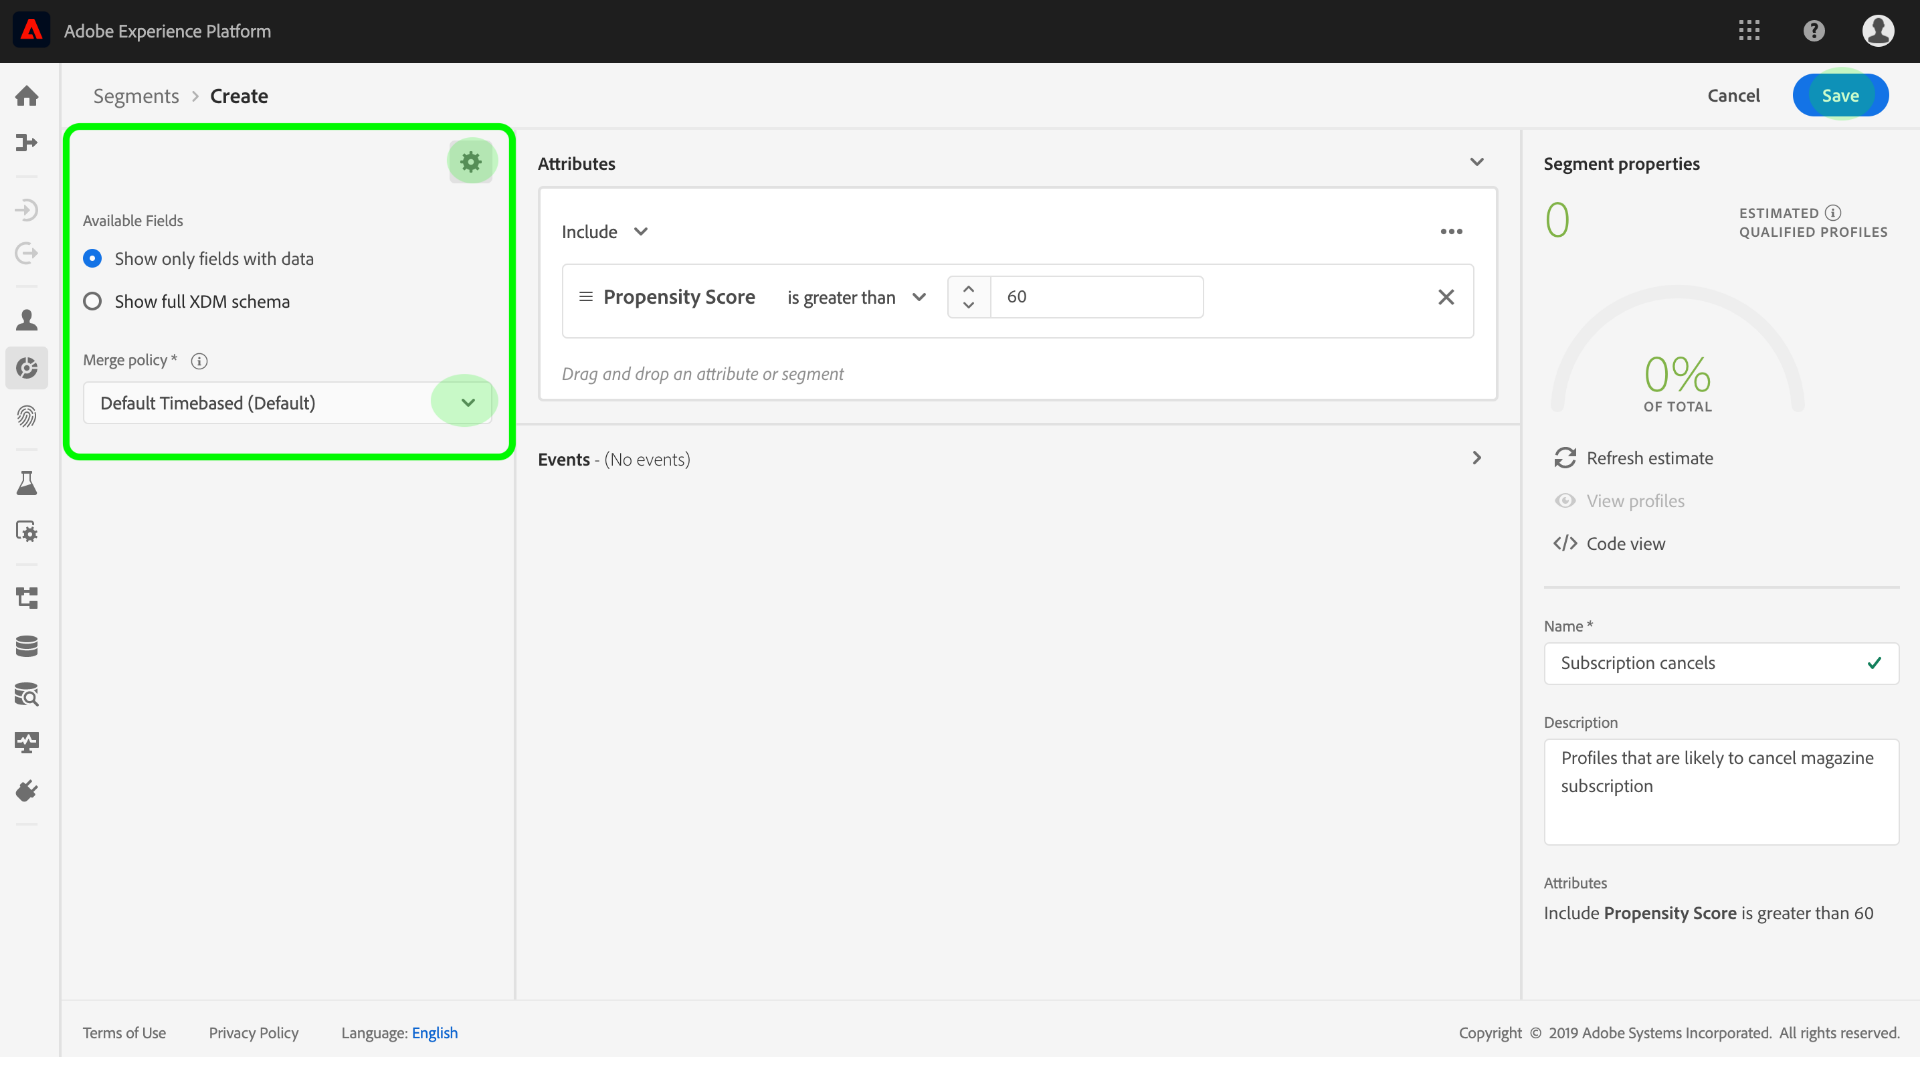 Adobe Experience Platform
Segments > Create
Cancel
Save
Available Fields
Show only fields with data
Show full XDM schema
Merge policy *
Default Timebased (Default)
Attributes
Include
Propensity Score is greater than 60
Drag and drop an attribute or segment
Events - (No events)
Segment properties
0
ESTIMATED
QUALIFIED PROFILES
0%
OF TOTAL
Refresh estimate
View profiles
</> Code view
Name *
Subscription cancels
Description
Profiles that are likely to cancel magazine
subscription
Attributes
Include Propensity Score is greater than 60
Terms of Use Privacy Policy Language: English
Copyright © 2019 Adobe Systems Incorporated. All rights reserved.